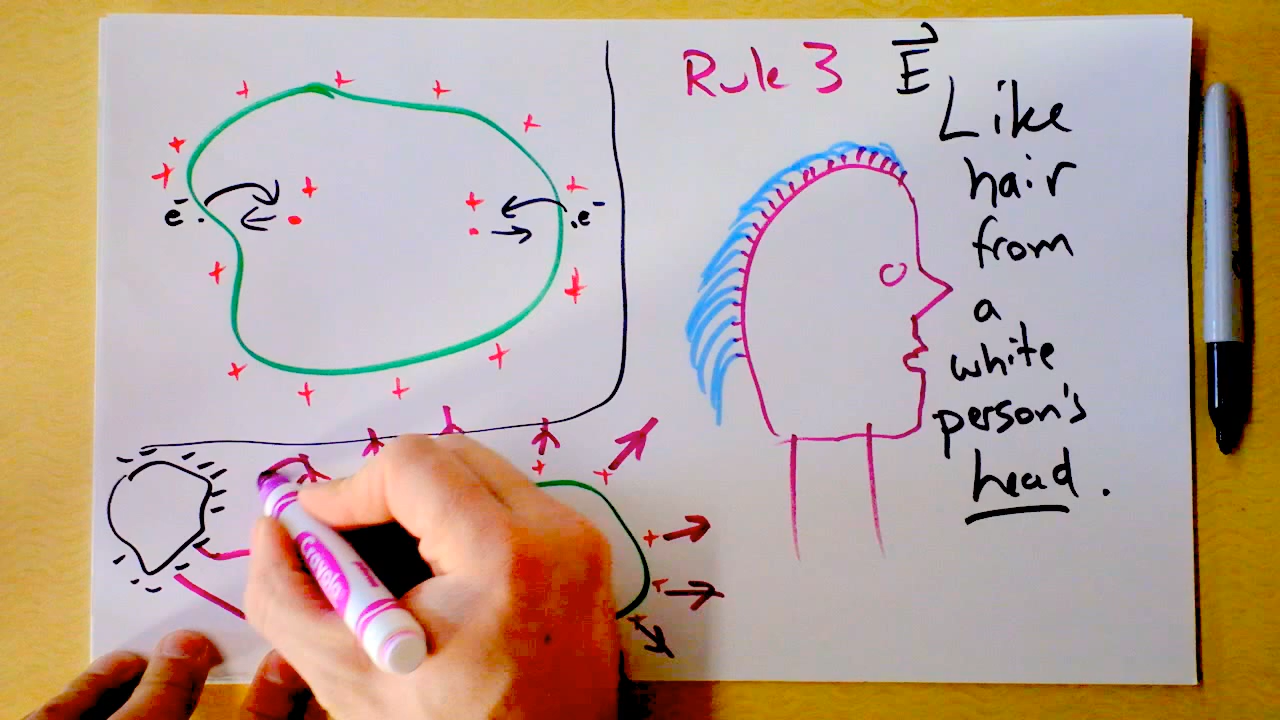 Rule 3 E
Like
hair
from
a
white
person's
head.
e⁻
e⁻
Crayola